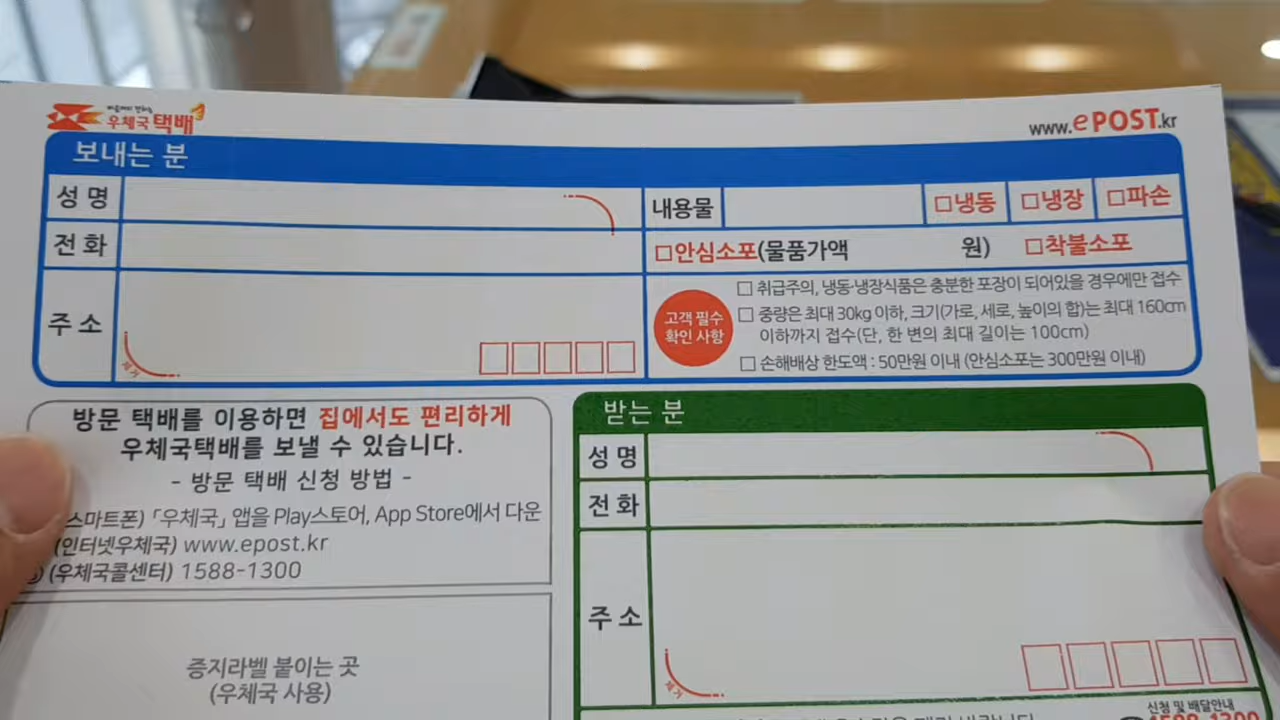 우체국 택배
www.ePOST.kr
보내는 분
성 명
내용물
□냉동
□냉장
□파손
전 화
□안심소포(물품가액 원)
□착불소포
주 소
고객 필수
확인 사항
□ 취급주의, 냉동·냉장식품은 충분한 포장이 되어있을 경우에만 접수
□ 중량은 최대 30kg 이하, 크기(가로, 세로, 높이의 합)는 최대 160cm
이하까지 접수(단, 한 변의 최대 길이는 100cm)
□ 손해배상 한도액 : 50만원 이내 (안심소포는 300만원 이내)
방문 택배를 이용하면 집에서도 편리하게
우체국택배를 보낼 수 있습니다.
- 방문 택배 신청 방법 -
스마트폰) 「우체국」 앱을 Play스토어, App Store에서 다운
(인터넷우체국) www.epost.kr
(우체국콜센터) 1588-1300
증지라벨 붙이는 곳
(우체국 사용)
받는 분
성 명
전 화
주 소
신청 및 배달안내